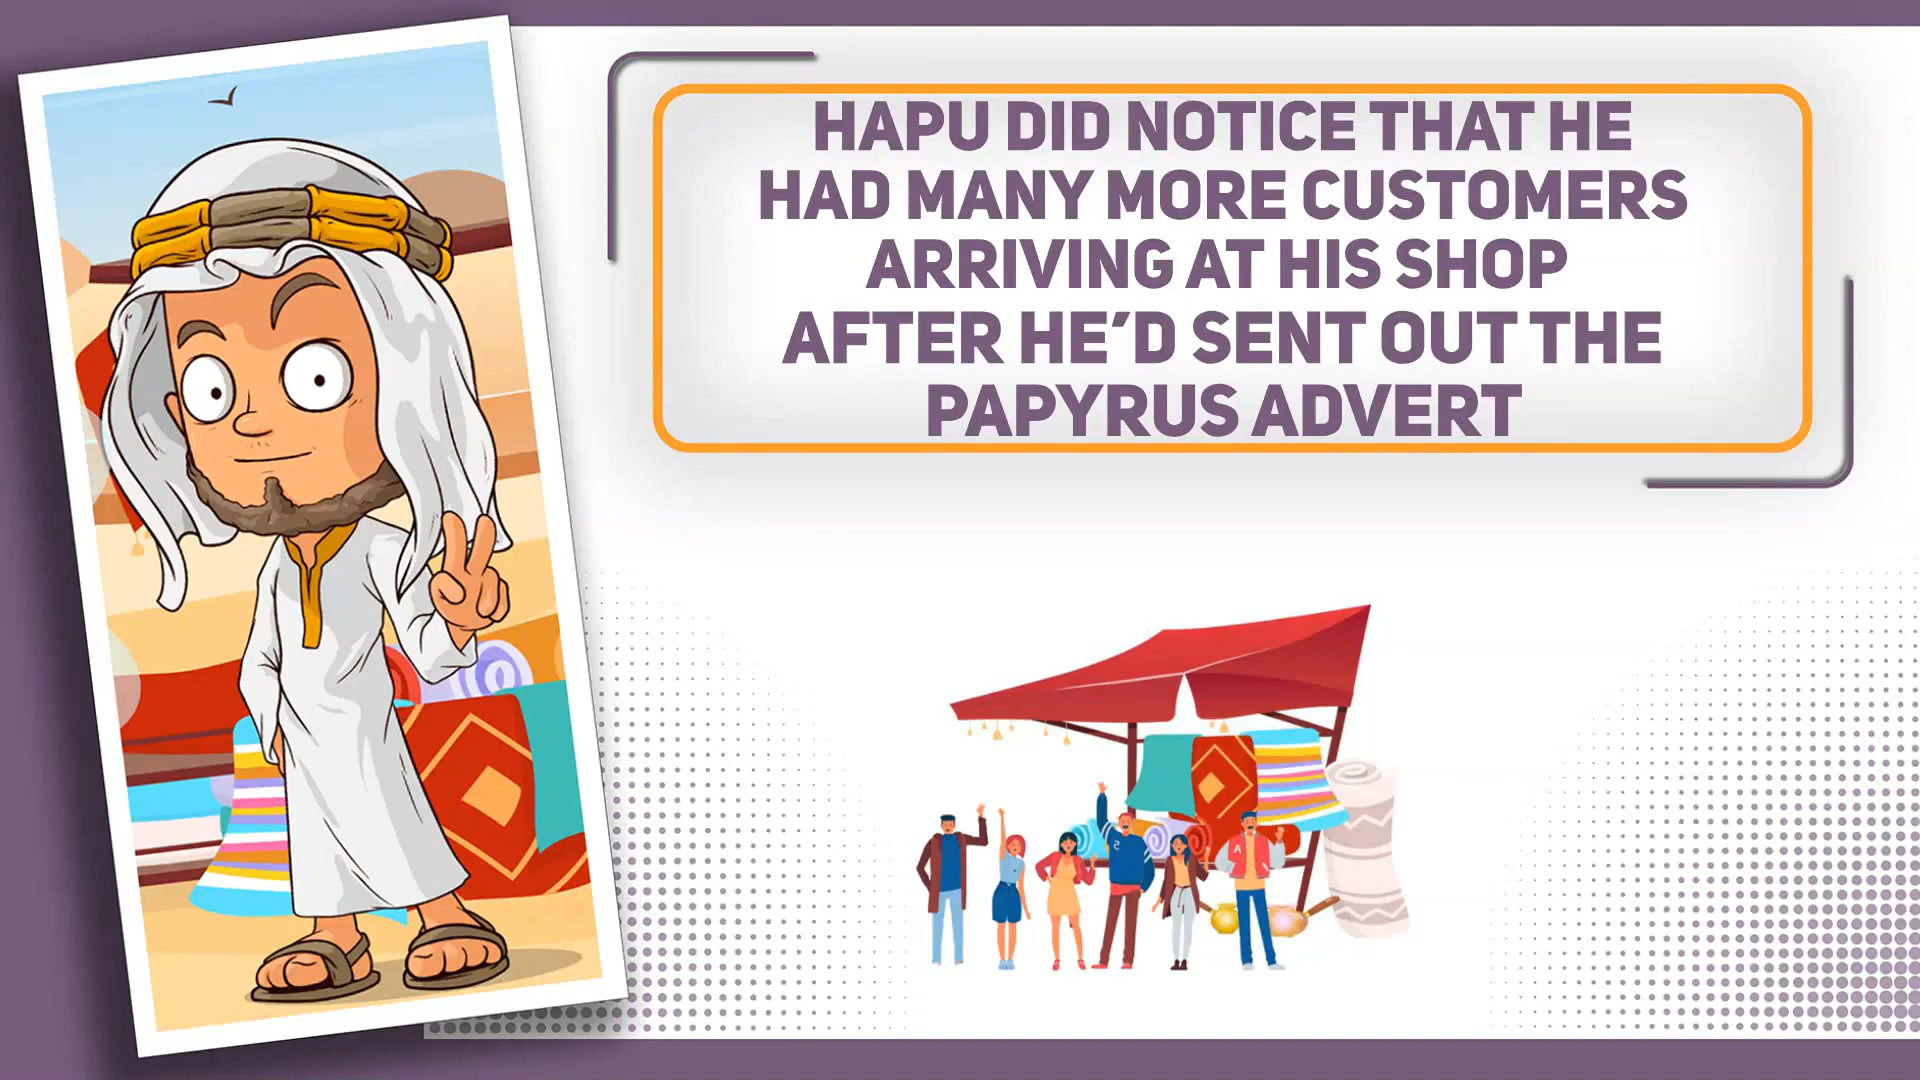 HAPU DID NOTICE THAT HE
HAD MANY MORE CUSTOMERS
ARRIVING AT HIS SHOP
AFTER HE’D SENT OUT THE
PAPYRUS ADVERT